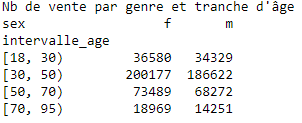 Nb de vente par genre et tranche d'âge
sex f m
intervalle_age
[18, 30) 36580 34329
[30, 50) 200177 186622
[50, 70) 73489 68272
[70, 95) 18969 14251